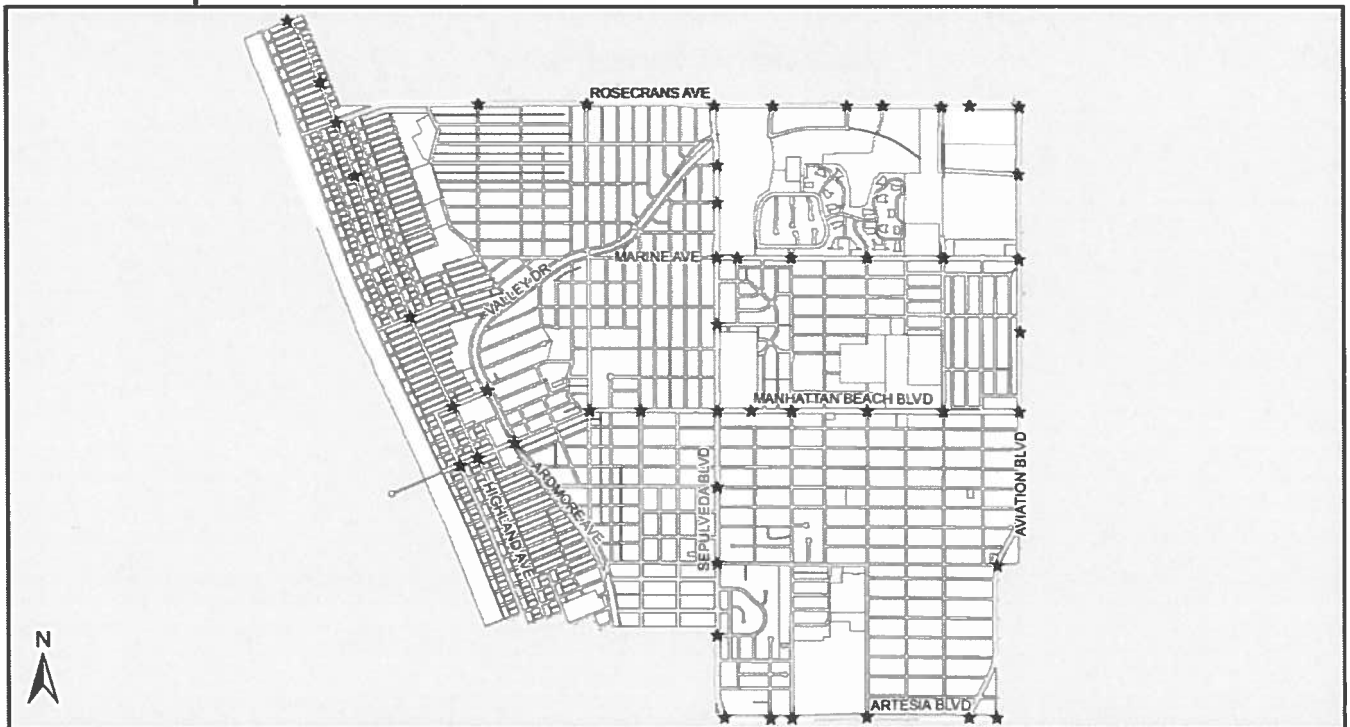 ROSECRANS AVE
MARINE AVE
VALLEY DR
MANHATTAN BEACH BLVD
SEPULVEDA BLVD
AVIATION BLVD
ARDMORE AVE
HIGHLAND AVE
N
ARTESIA BLVD